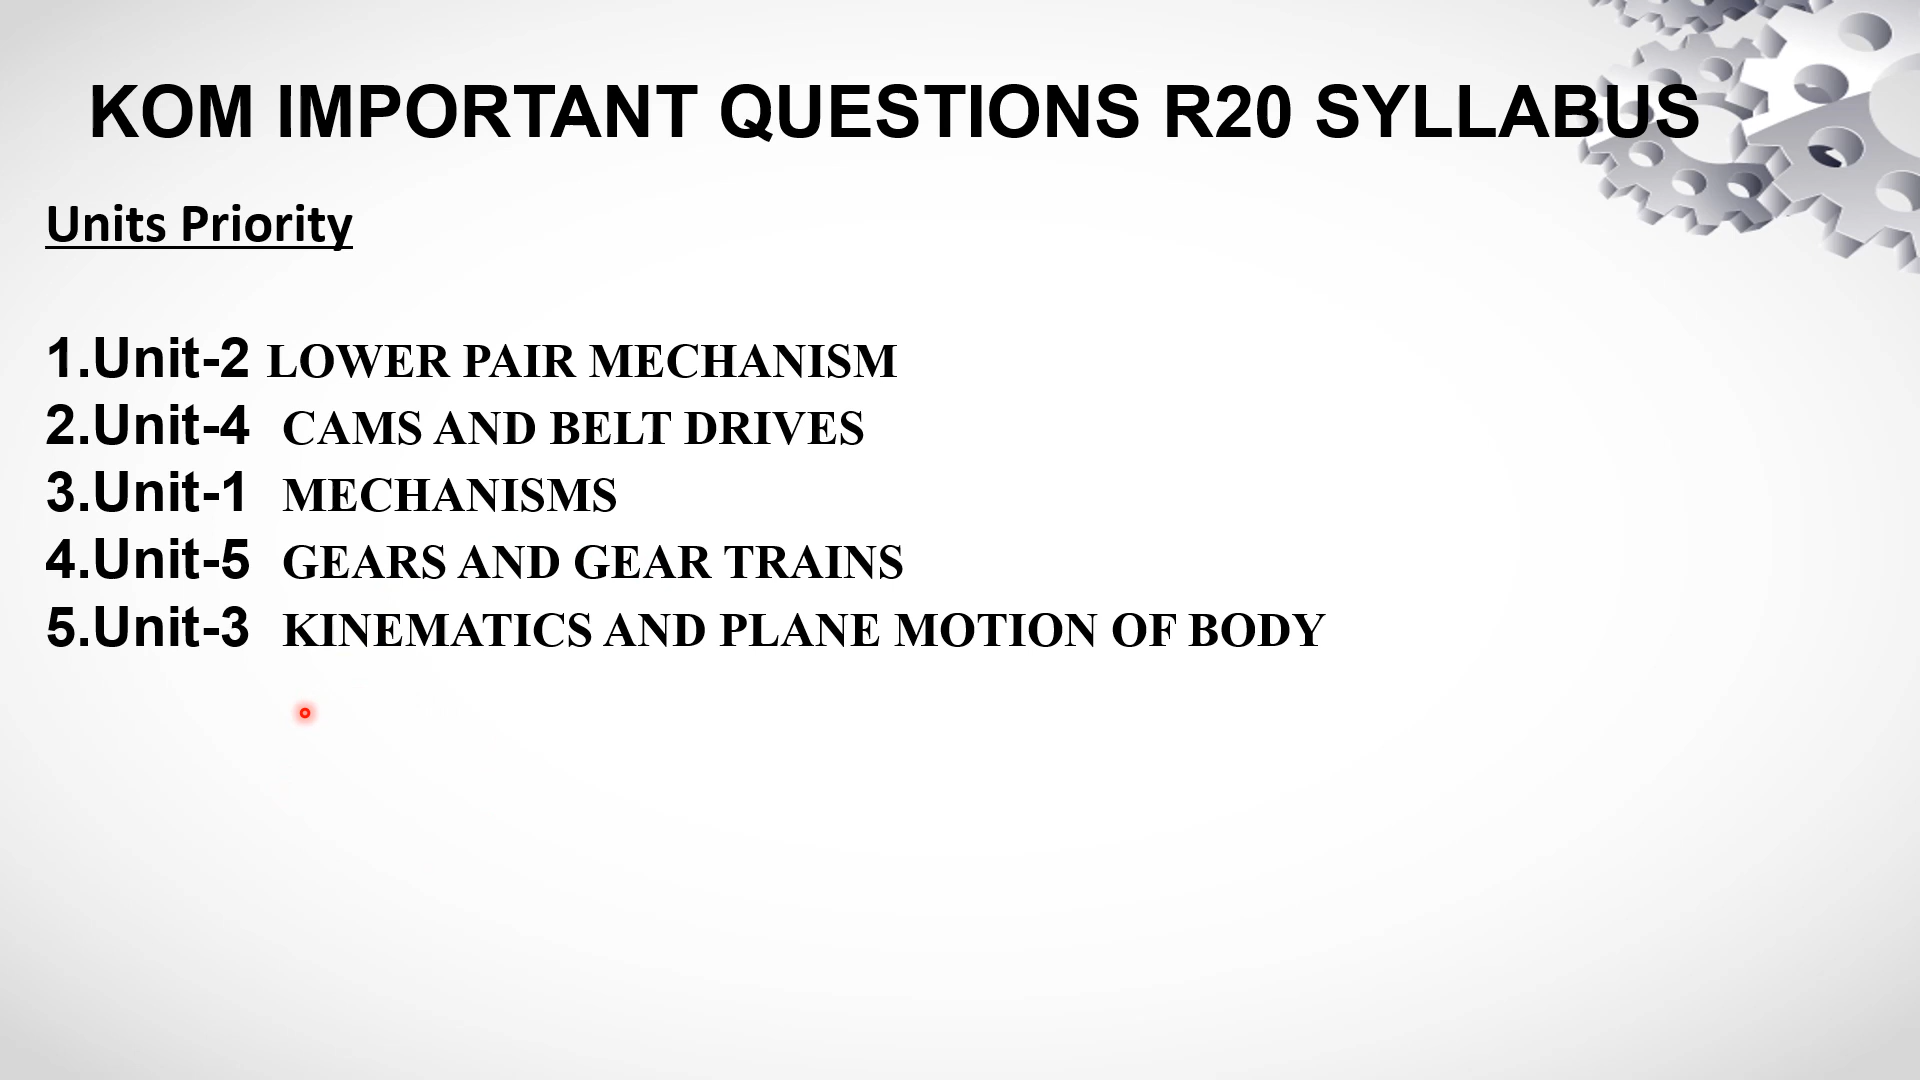 KOM IMPORTANT QUESTIONS R20 SYLLABUS
Units Priority
1.Unit-2 LOWER PAIR MECHANISM
2.Unit-4 CAMS AND BELT DRIVES
3.Unit-1 MECHANISMS
4.Unit-5 GEARS AND GEAR TRAINS
5.Unit-3 KINEMATICS AND PLANE MOTION OF BODY